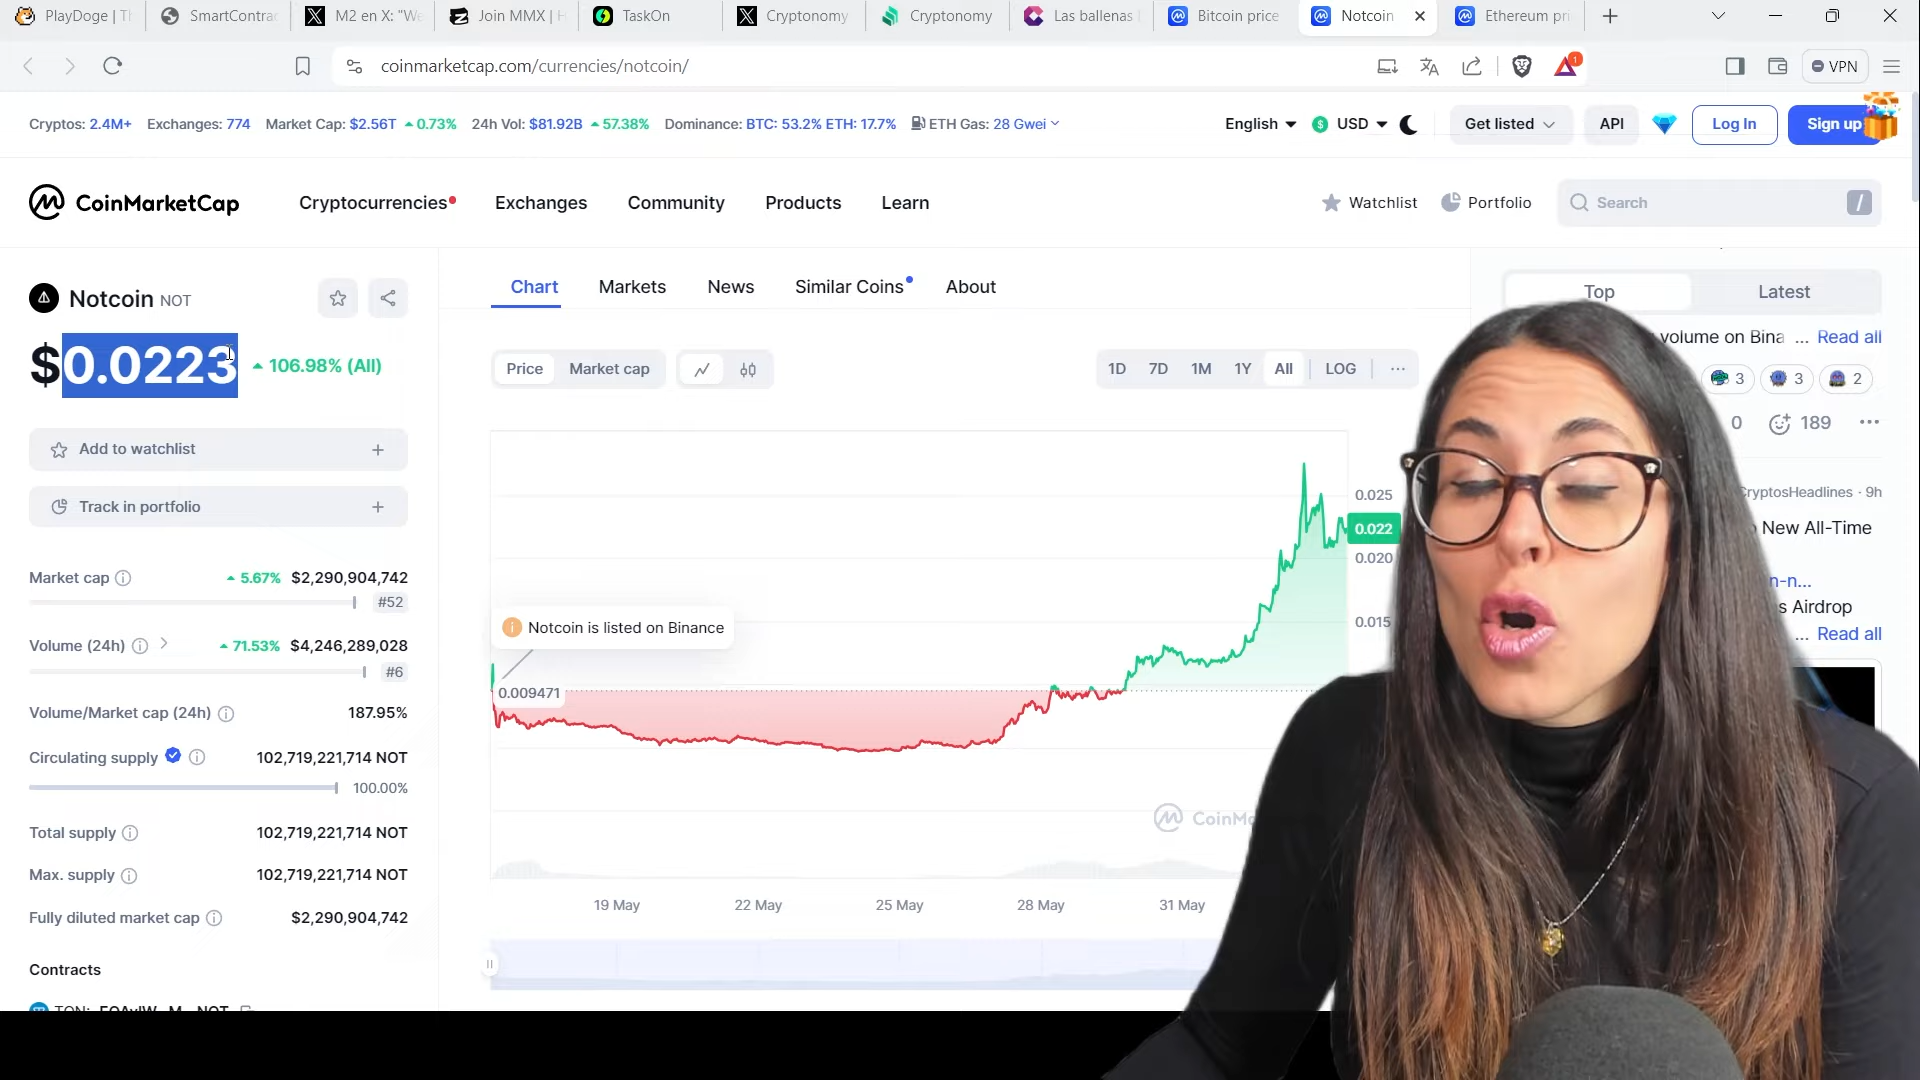 PlayDoge | T
SmartContra
M2 en X: "We
Join MMX | H
TaskOn
Cryptonomy
Cryptonomy
Las ballenas
Bitcoin price
Notcoin
Ethereum pri
coinmarketcap.com/currencies/notcoin/
1
VPN
Cryptos: 2.4M+ Exchanges: 774 Market Cap: $2.56T 0.73% 24h Vol: $81.92B 57.38% Dominance: BTC: 53.2% ETH: 17.7% ETH Gas: 28 Gwei
English
USD
Get listed
API
Log In
Sign up
CoinMarketCap
Cryptocurrencies
Exchanges
Community
Products
Learn
Watchlist
Portfolio
Search
/
Notcoin NOT
$0.0223 106.98% (All)
Add to watchlist
Track in portfolio
Market cap 5.67% $2,290,904,742
#52
Volume (24h) 71.53% $4,246,289,028
#6
Volume/Market cap (24h) 187.95%
Circulating supply 102,719,221,714 NOT
100.00%
Total supply 102,719,221,714 NOT
Max. supply 102,719,221,714 NOT
Fully diluted market cap $2,290,904,742
Contracts
Chart
Markets
News
Similar Coins
About
Price
Market cap
1D
7D
1M
1Y
All
LOG
0.025
0.022
0.020
0.015
Notcoin is listed on Binance
0.009471
CoinMa
19 May
22 May
25 May
28 May
31 May
Top
Latest
volume on Bina ... Read all
3
3
2
0
189
CryptosHeadlines · 9h
New All-Time
n-n...
s Airdrop
... Read all